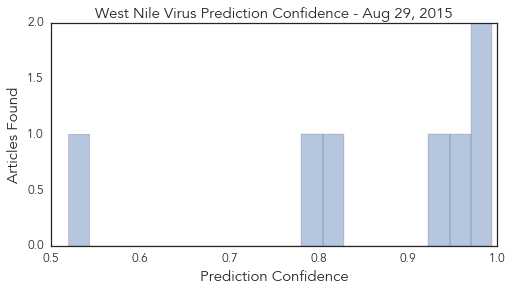 West Nile Virus Prediction Confidence - Aug 29, 2015
2.0
1.5
1.0
0.5
0.0
Articles Found
0.5 0.6 0.7 0.8 0.9 1.0
Prediction Confidence